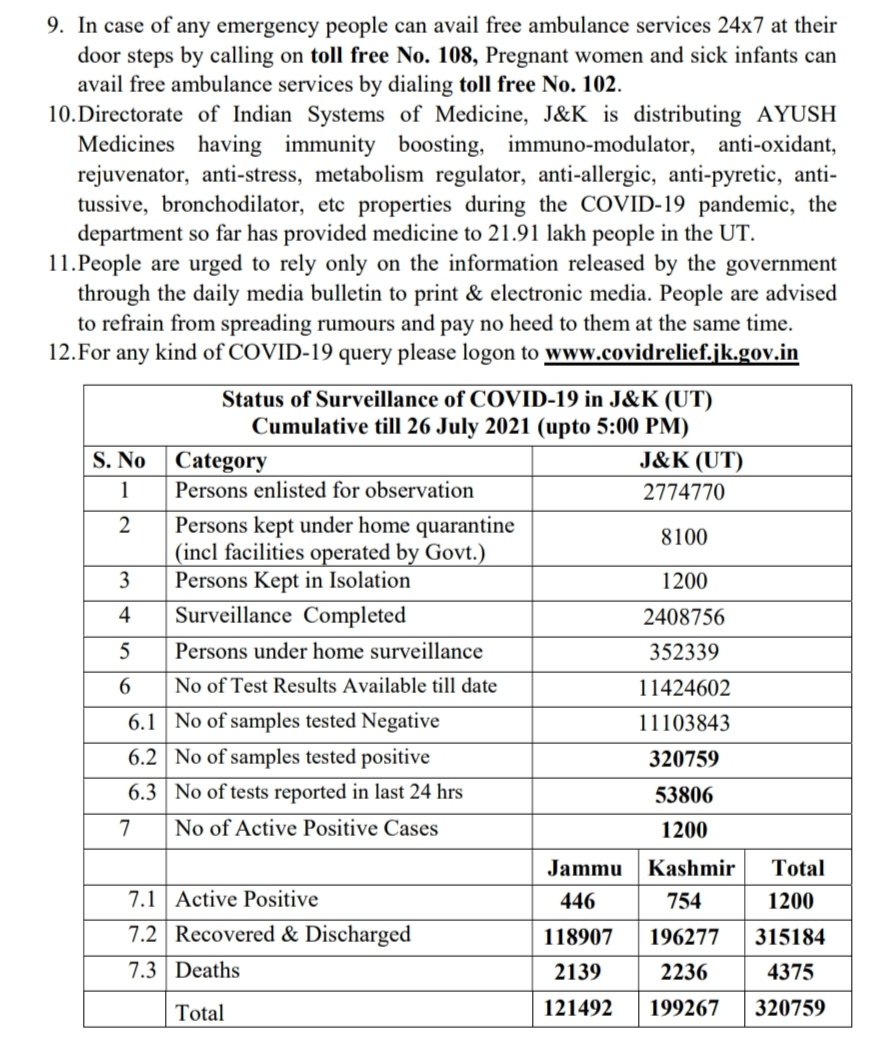 9. In case of any emergency people can avail free ambulance services 24x7 at their
door steps by calling on toll free No. 108, Pregnant women and sick infants can
avail free ambulance services by dialing toll free No. 102.
10.Directorate of Indian Systems of Medicine, J&K is distributing AYUSH
Medicines having immunity boosting, immuno-modulator, anti-oxidant,
rejuvenator, anti-stress, metabolism regulator, anti-allergic, anti-pyretic, anti-
tussive, bronchodilator, etc properties during the COVID-19 pandemic, the
department so far has provided medicine to 21.91 lakh people in the UT.
11.People are urged to rely only on the information released by the government
through the daily media bulletin to print & electronic media. People are advised
to refrain from spreading rumours and pay no heed to them at the same time.
12.For any kind of COVID-19 query please logon to www.covidrelief.jk.gov.in
Status of Surveillance of COVID-19 in J&K (UT)
Cumulative till 26 July 2021 (upto 5:00 PM)
S. No Category J&K (UT)
1 Persons enlisted for observation 2774770
2 Persons kept under home quarantine
(incl facilities operated by Govt.) 8100
3 Persons Kept in Isolation 1200
4 Surveillance Completed 2408756
5 Persons under home surveillance 352339
6 No of Test Results Available till date 11424602
6.1 No of samples tested Negative 11103843
6.2 No of samples tested positive 320759
6.3 No of tests reported in last 24 hrs 53806
7 No of Active Positive Cases 1200
Jammu Kashmir Total
7.1 Active Positive 446 754 1200
7.2 Recovered & Discharged 118907 196277 315184
7.3 Deaths 2139 2236 4375
Total 121492 199267 320759